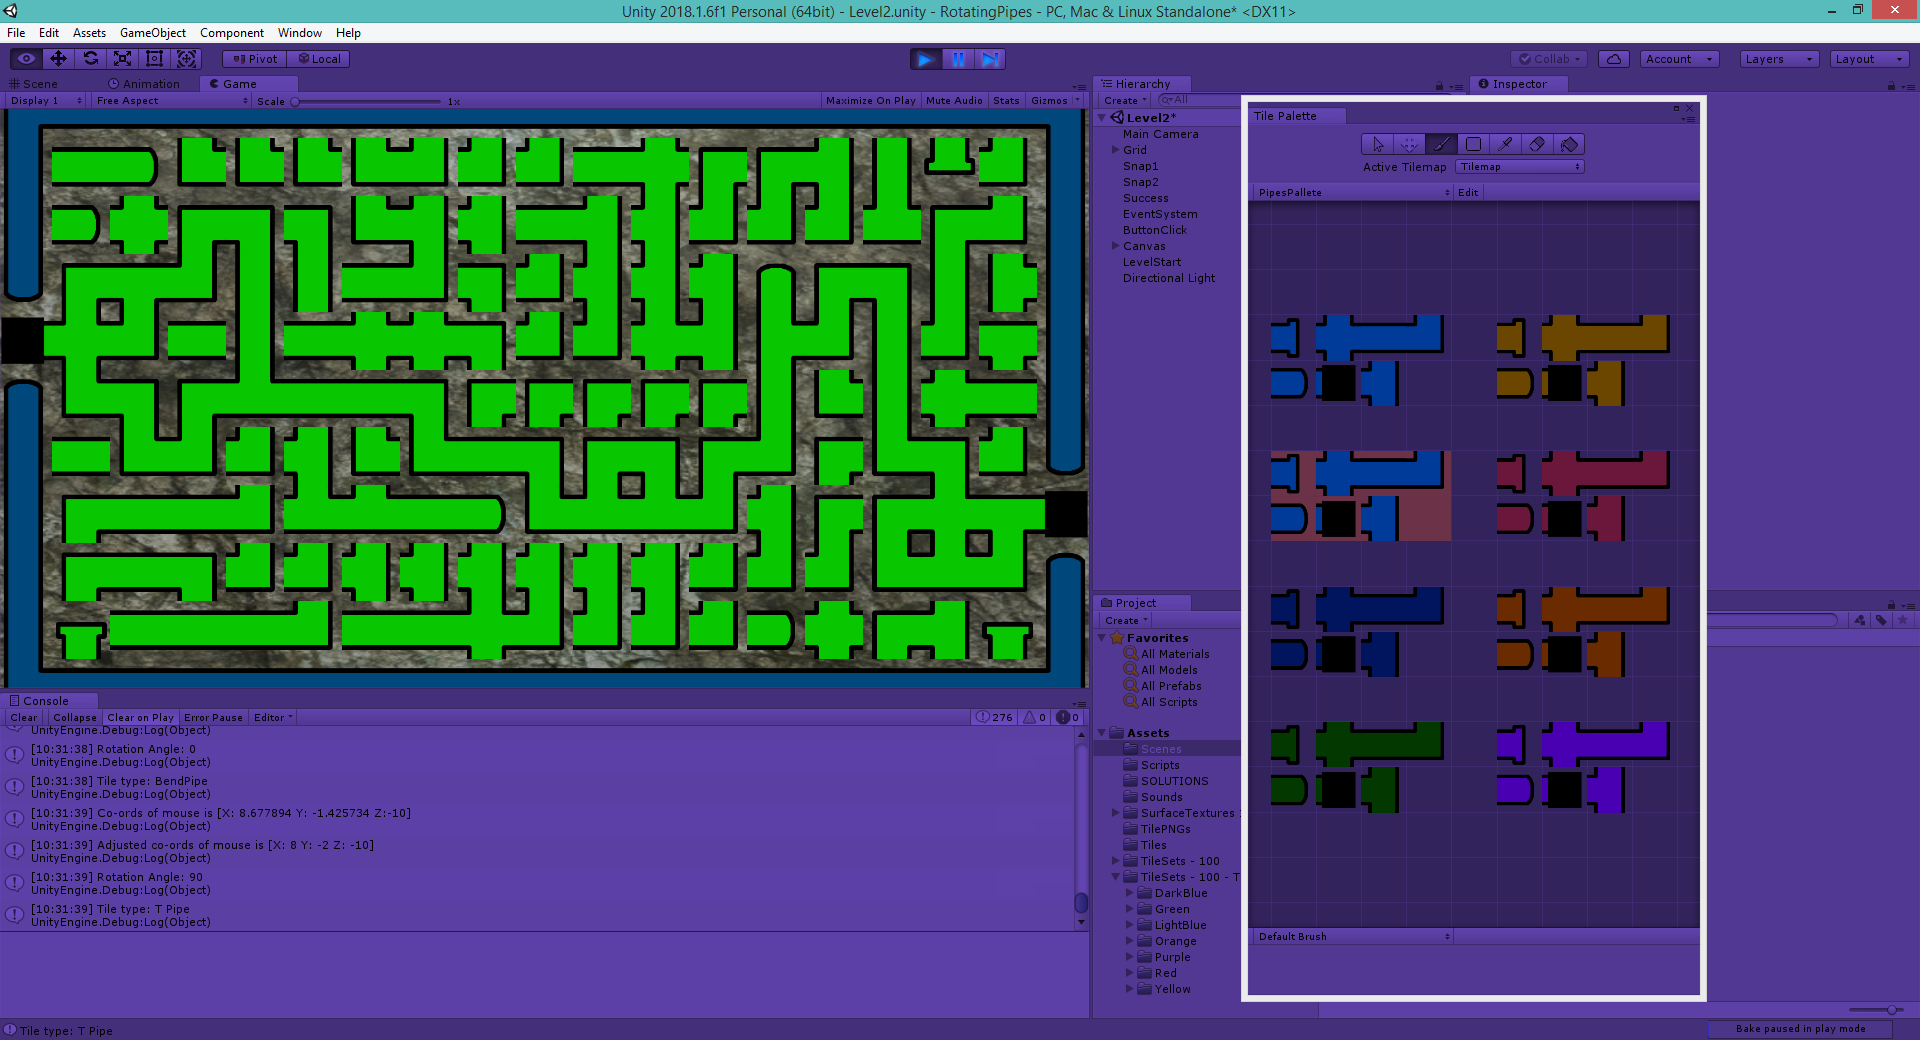 Unity 2018.1.6f1 Personal (64bit) - Level2.unity - RotatingPipes - PC, Mac & Linux Standalone* <DX11>
File Edit Assets GameObject Component Window Help
Pivot Local Collab Account Layers Layout
Scene Animation Game
Display 1 Free Aspect Scale 1x Maximize On Play Mute Audio Stats Gizmos
Hierarchy
Create All
Level2*
Main Camera
Grid
Snap1
Snap2
Success
EventSystem
ButtonClick
Canvas
LevelStart
Directional Light
Inspector
Tile Palette
Active Tilemap Tilemap
PipesPallete Edit
Default Brush
Project
Create
Favorites
All Materials
All Models
All Prefabs
All Scripts
Assets
Scenes
Scripts
SOLUTIONS
Sounds
SurfaceTextures
TilePNGs
Tiles
TileSets - 100
TileSets - 100 - T
DarkBlue
Green
LightBlue
Orange
Purple
Red
Yellow
Console
Clear Collapse Clear on Play Error Pause Editor 276 0 0
UnityEngine.Debug:Log(Object)
[10:31:38] Rotation Angle: 0
UnityEngine.Debug:Log(Object)
[10:31:38] Tile type: BendPipe
UnityEngine.Debug:Log(Object)
[10:31:39] Co-ords of mouse is [X: 8.677894 Y: -1.425734 Z:-10]
UnityEngine.Debug:Log(Object)
[10:31:39] Adjusted co-ords of mouse is [X: 8 Y: -2 Z: -10]
UnityEngine.Debug:Log(Object)
[10:31:39] Rotation Angle: 90
UnityEngine.Debug:Log(Object)
[10:31:39] Tile type: T Pipe
UnityEngine.Debug:Log(Object)
Tile type: T Pipe
Bake paused in play mode